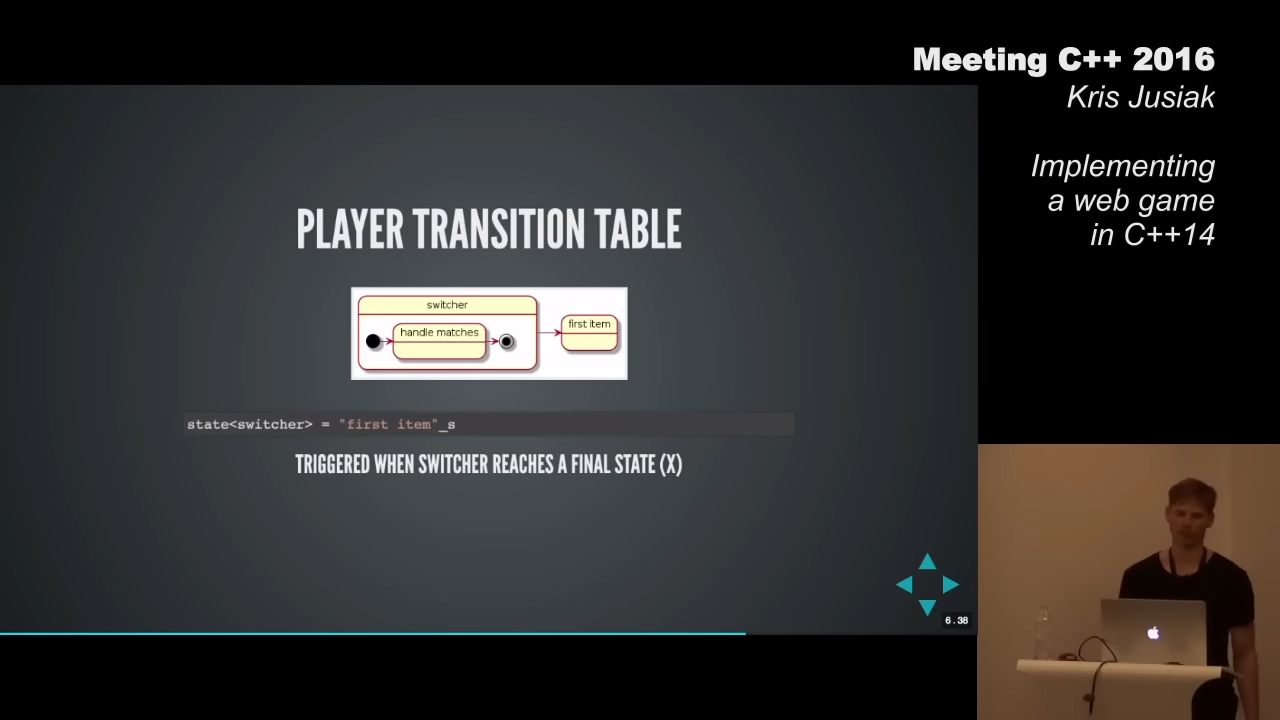 Meeting C++ 2016
Kris Jusiak
Implementing
a web game
in C++14
PLAYER TRANSITION TABLE
switcher
handle matches
first item
state<switcher> = "first item"_s
TRIGGERED WHEN SWITCHER REACHES A FINAL STATE (X)
6.38